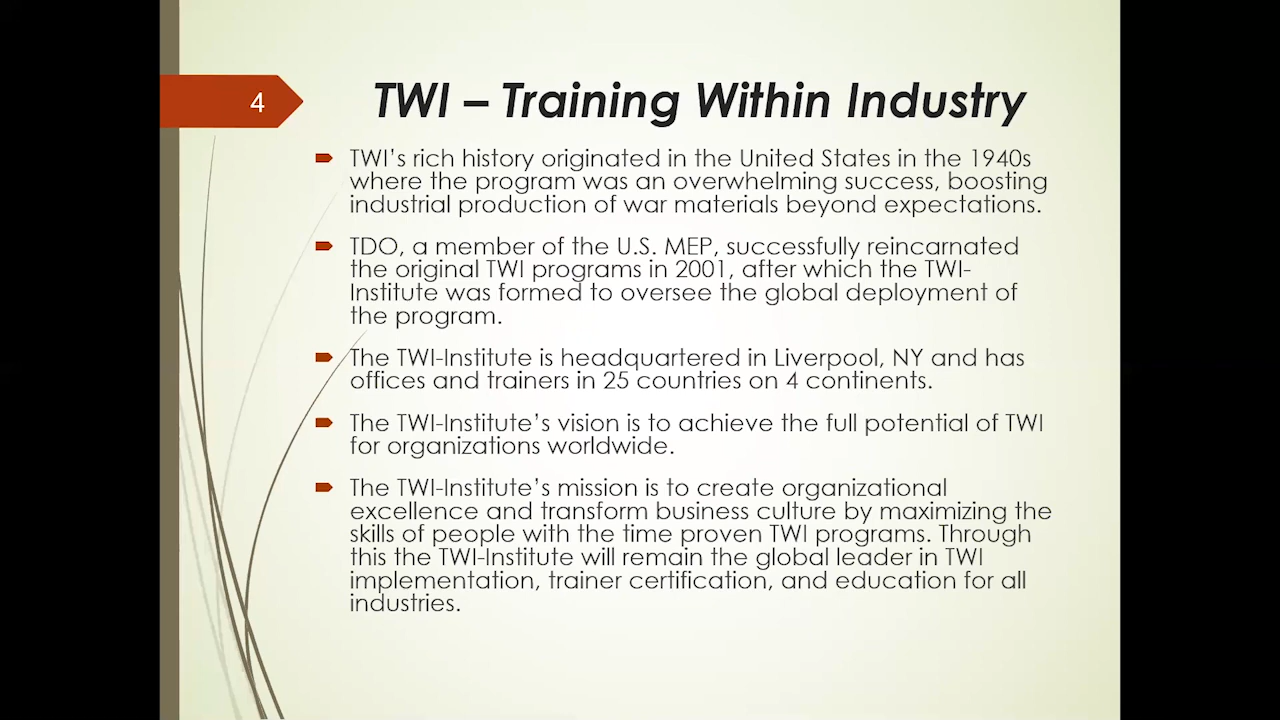 4
TWI – Training Within Industry
TWI's rich history originated in the United States in the 1940s
where the program was an overwhelming success, boosting
industrial production of war materials beyond expectations.
TDO, a member of the U.S. MEP, successfully reincarnated
the original TWI programs in 2001, after which the TWI-
Institute was formed to oversee the global deployment of
the program.
The TWI-Institute is headquartered in Liverpool, NY and has
offices and trainers in 25 countries on 4 continents.
The TWI-Institute's vision is to achieve the full potential of TWI
for organizations worldwide.
The TWI-Institute's mission is to create organizational
excellence and transform business culture by maximizing the
skills of people with the time proven TWI programs. Through
this the TWI-Institute will remain the global leader in TWI
implementation, trainer certification, and education for all
industries.